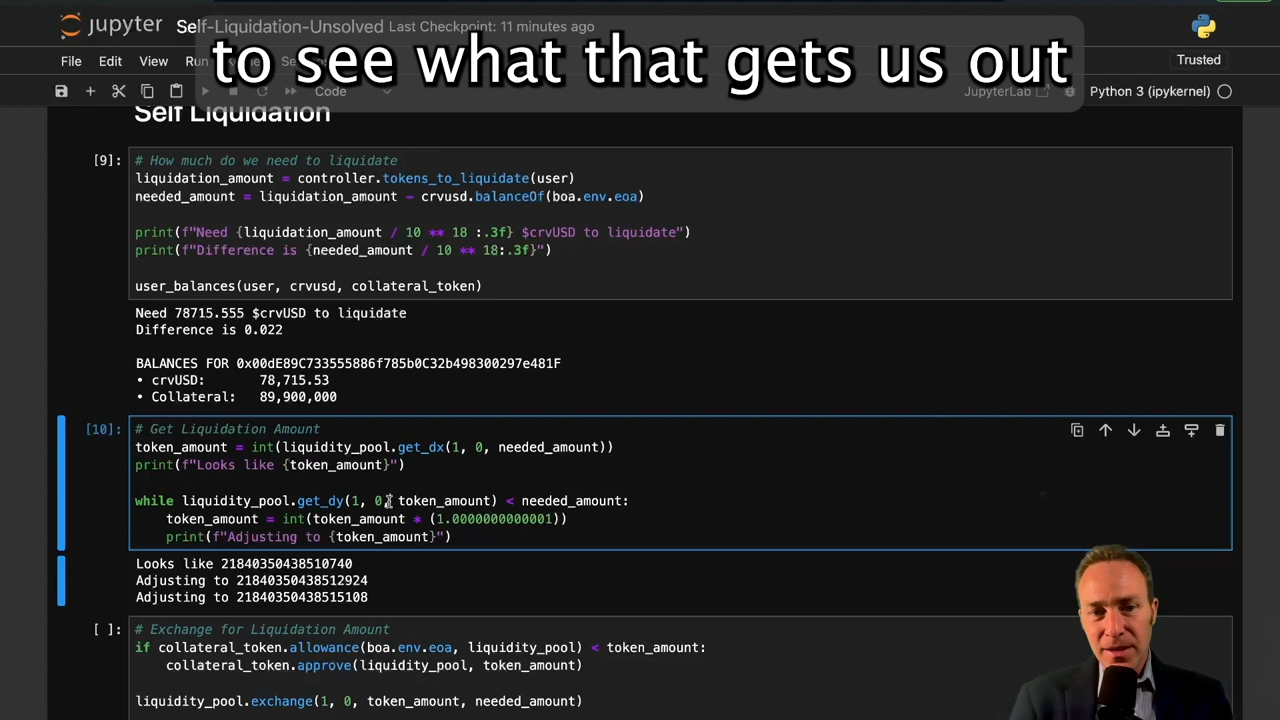 jupyter Self-Liquidation-Unsolved Last Checkpoint: 11 minutes ago
to see what that gets us out
File Edit View Run
Trusted
Code
JupyterLab
Python 3 (ipykernel)
Self Liquidation
[9]:
# How much do we need to liquidate
liquidation_amount = controller.tokens_to_liquidate(user)
needed_amount = liquidation_amount - crvusd.balanceOf(boa.env.eoa)
print(f"Need {liquidation_amount / 10 ** 18 :.3f} $crvUSD to liquidate")
print(f"Difference is {needed_amount / 10 ** 18:.3f}")
user_balances(user, crvusd, collateral_token)
Need 78715.555 $crvUSD to liquidate
Difference is 0.022
BALANCES FOR 0x00dE89C733555886f785b0C32b498300297e481F
• crvUSD: 78,715.53
• Collateral: 89,900,000
[10]:
# Get Liquidation Amount
token_amount = int(liquidity_pool.get_dx(1, 0, needed_amount))
print(f"Looks like {token_amount}")
while liquidity_pool.get_dy(1, 0, token_amount) < needed_amount:
token_amount = int(token_amount * (1.0000000000001))
print(f"Adjusting to {token_amount}")
Looks like 21840350438510740
Adjusting to 21840350438512924
Adjusting to 21840350438515108
[ ]:
# Exchange for Liquidation Amount
if collateral_token.allowance(boa.env.eoa, liquidity_pool) < token_amount:
collateral_token.approve(liquidity_pool, token_amount)
liquidity_pool.exchange(1, 0, token_amount, needed_amount)